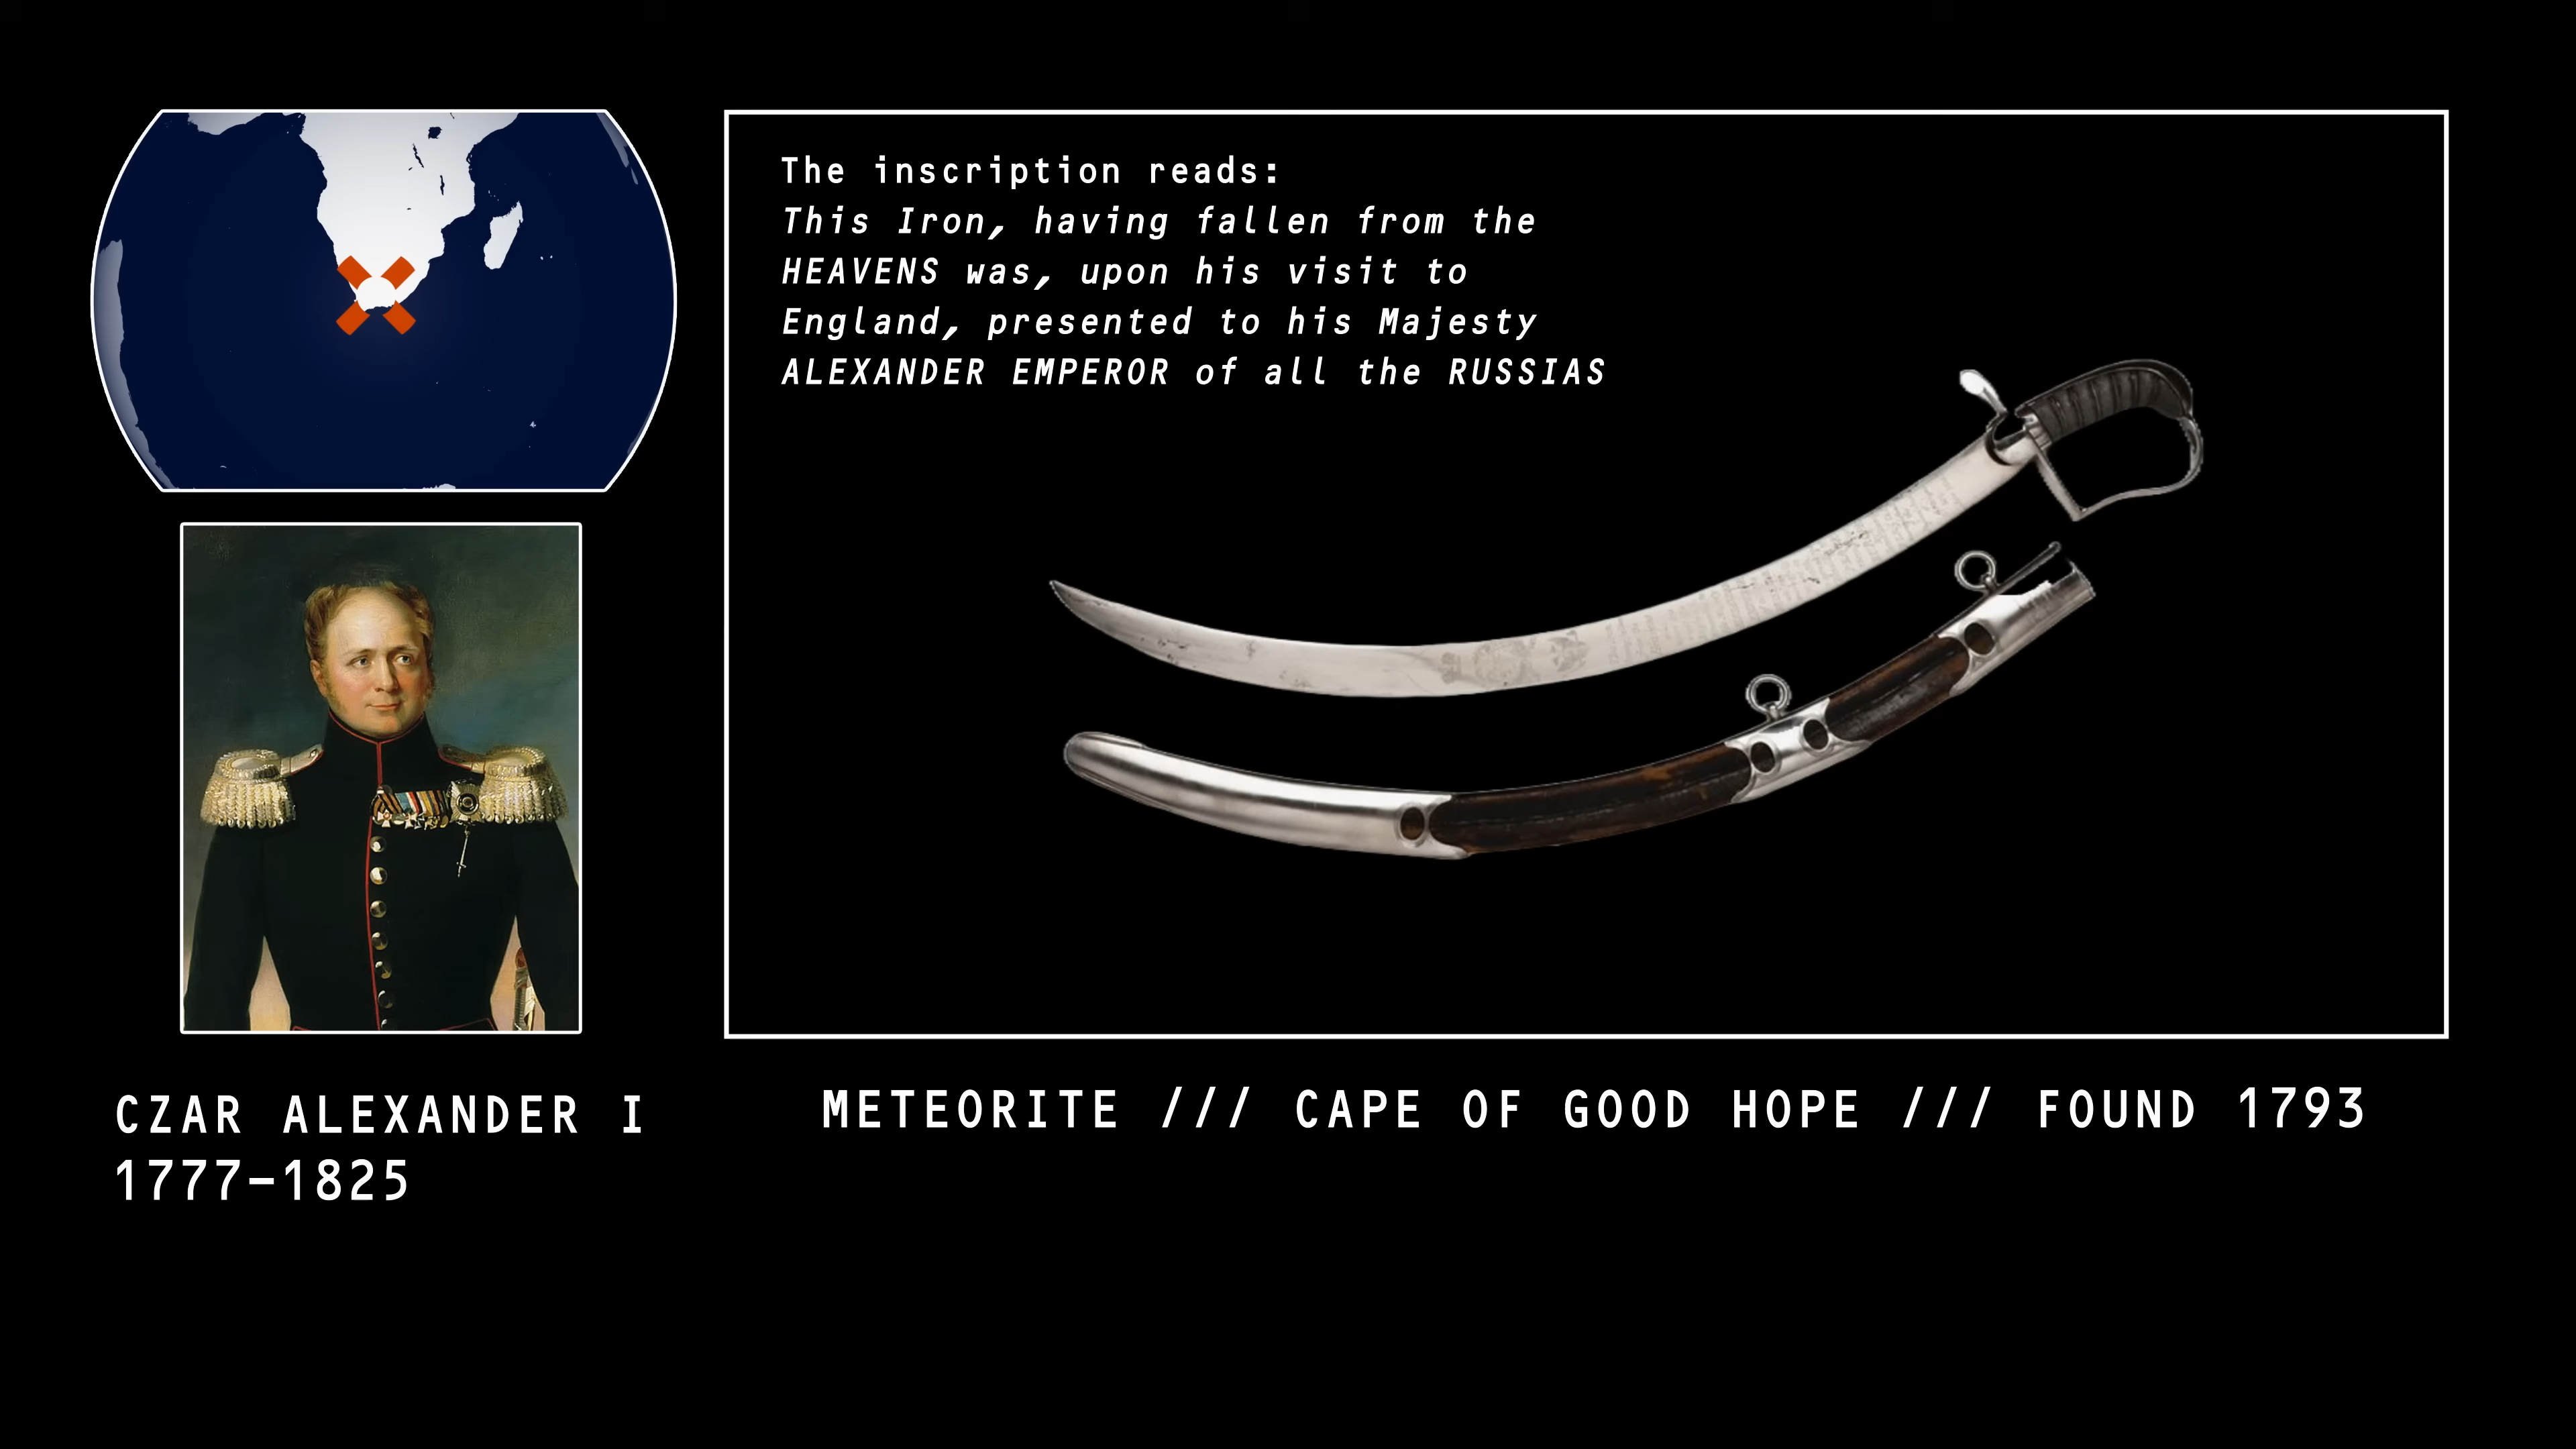 The inscription reads:
This Iron, having fallen from the
HEAVENS was, upon his visit to
England, presented to his Majesty
ALEXANDER EMPEROR of all the RUSSIAS
CZAR ALEXANDER I
1777-1825
METEORITE /// CAPE OF GOOD HOPE /// FOUND 1793